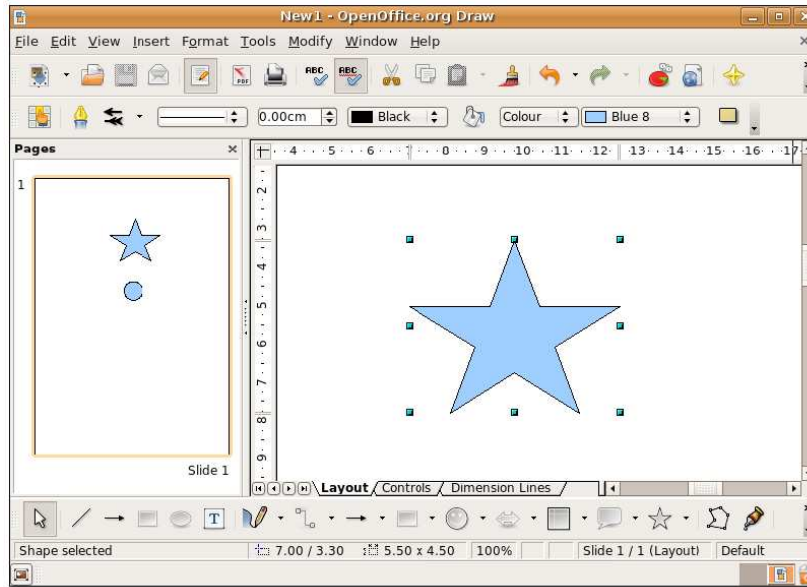 New1 - OpenOffice.org Draw
File Edit View Insert Format Tools Modify Window Help
PDF ABC ABC
0.00cm Black Colour Blue 8
Pages
4 5 6 7 8 9 10 11 12 13 14 15 16 17
1
2
3
4
5
6
7
8
9
Slide 1
Layout Controls Dimension Lines
T
Shape selected 7.00 / 3.30 5.50 x 4.50 100% Slide 1 / 1 (Layout) Default